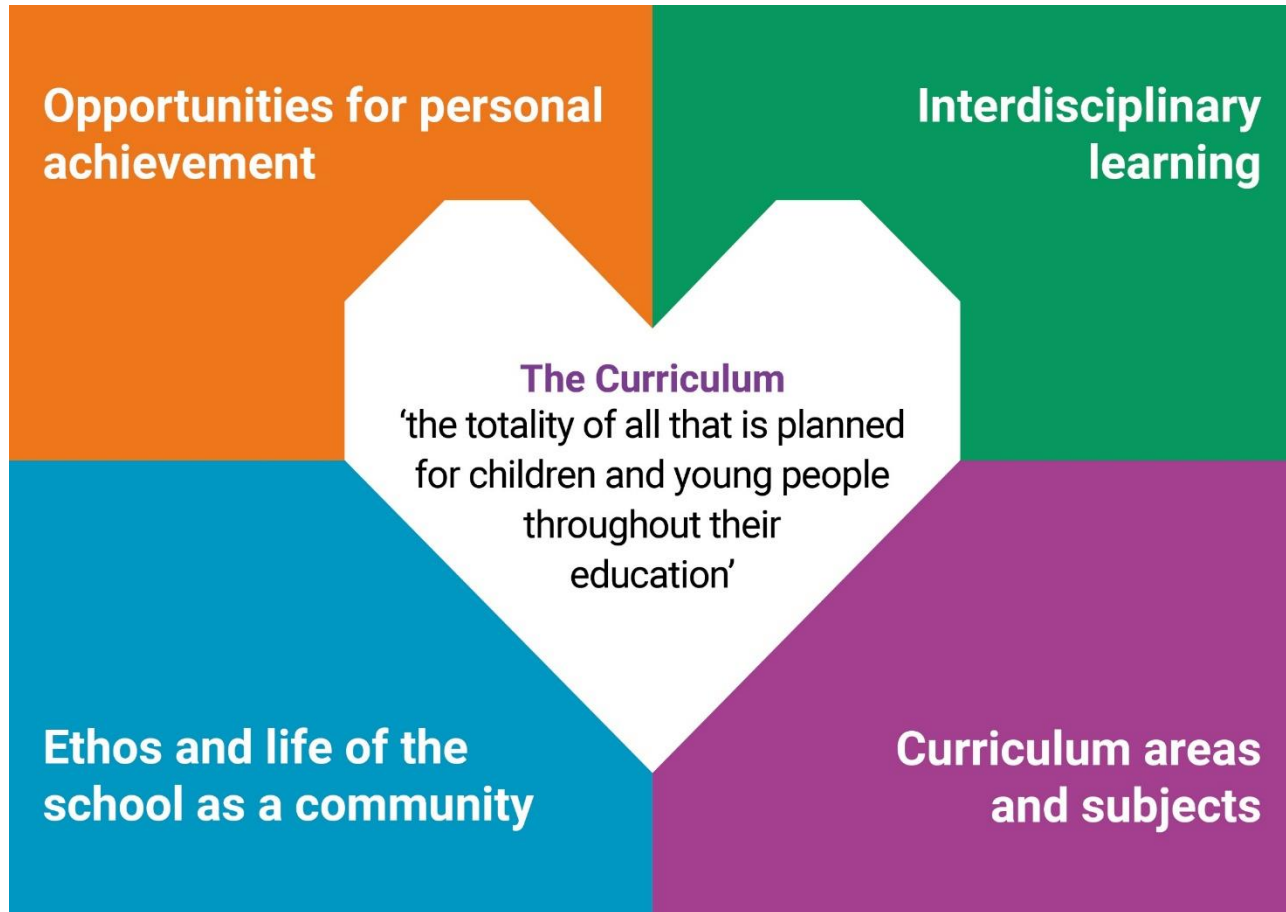 Opportunities for personal
achievement
Interdisciplinary
learning
The Curriculum
‘the totality of all that is planned
for children and young people
throughout their
education’
Ethos and life of the
school as a community
Curriculum areas
and subjects